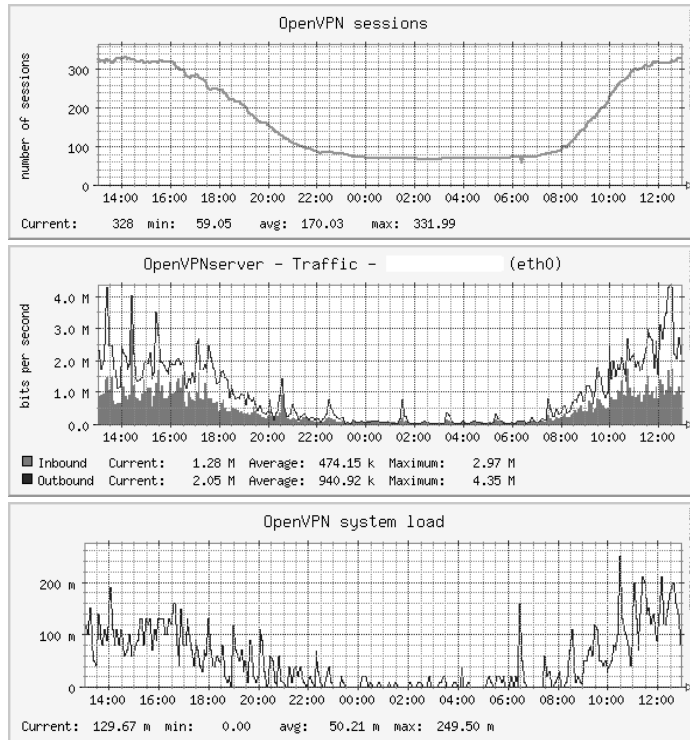 OpenVPN sessions
number of sessions
300
200
100
0
14:00 16:00 18:00 20:00 22:00 00:00 02:00 04:00 06:00 08:00 10:00 12:00
Current: 328 min: 59.05 avg: 170.03 max: 331.99
OpenVPNserver - Traffic - (eth0)
bits per second
4.0 M
3.0 M
2.0 M
1.0 M
0.0
14:00 16:00 18:00 20:00 22:00 00:00 02:00 04:00 06:00 08:00 10:00 12:00
Inbound Current: 1.28 M Average: 474.15 k Maximum: 2.97 M
Outbound Current: 2.05 M Average: 940.92 k Maximum: 4.35 M
OpenVPN system load
200 m
100 m
0
14:00 16:00 18:00 20:00 22:00 00:00 02:00 04:00 06:00 08:00 10:00 12:00
Current: 129.67 m min: 0.00 avg: 50.21 m max: 249.50 m